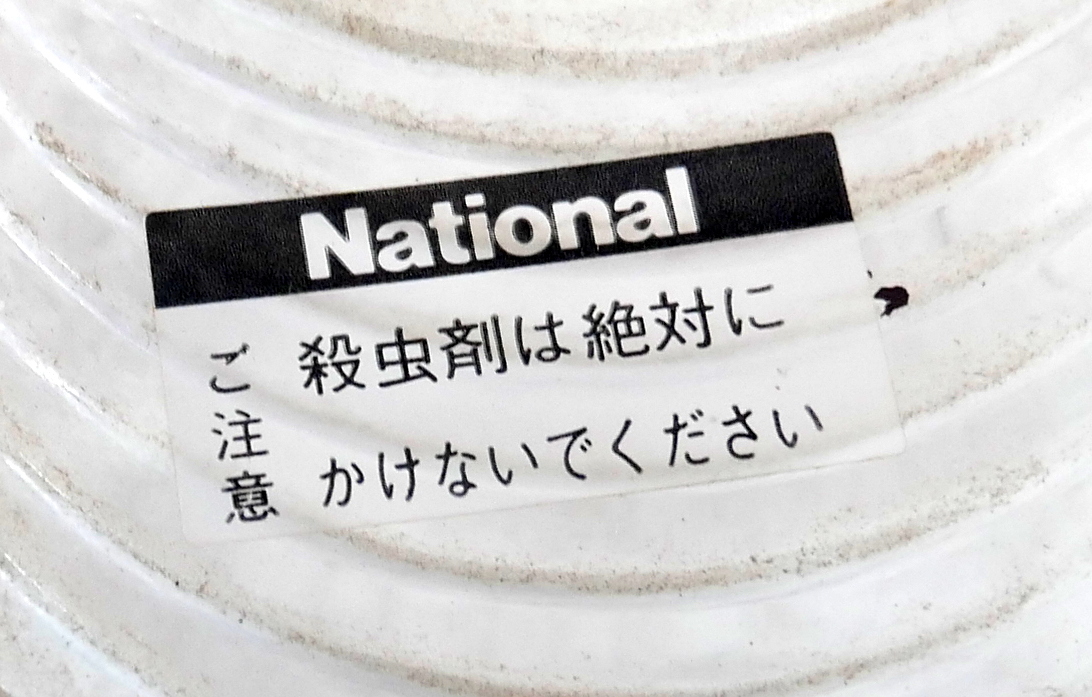 National
ご注意
殺虫剤は絶対に
かけないでください